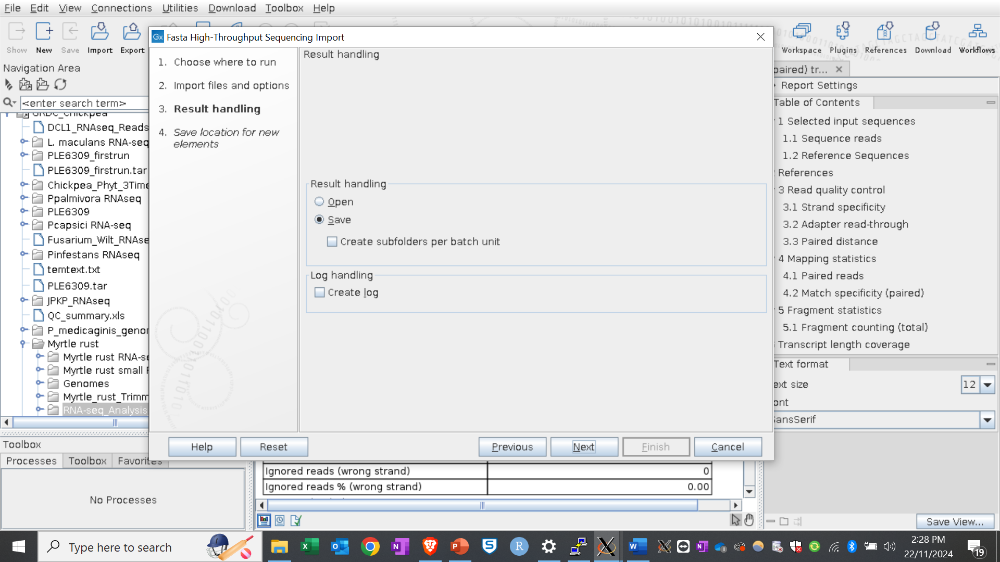 File Edit View Connections Utilities Download Toolbox Help
Show New Save Import Export
Workspace Plugins References Download Workflows
Gx Fasta High-Throughput Sequencing Import
Navigation Area
<enter search term>
GRDC_chickpea
DCL1_RNAseq_Reads
L. maculans RNA-seq
PLE6309_firstrun
PLE6309_firstrun.tar
Chickpea_Phyt_3Time
Ppalmivora RNAseq
PLE6309
Pcapsici RNA-seq
Fusarium_Wilt_RNAse
Pinfestans RNAseq
temtext.txt
PLE6309.tar
JPKP_RNAseq
QC_summary.xls
P_medicaginis_genor
Myrtle rust
Myrtle rust RNA-se
Myrtle rust small
Genomes
Myrtle_rust_Trimm
RNA-seq_Analysis
1. Choose where to run
2. Import files and options
3. Result handling
4. Save location for new
elements
Result handling
Result handling
Open
Save
Create subfolders per batch unit
Log handling
Create log
Help Reset Previous Next Finish Cancel
paired) tr...
Report Settings
Table of Contents
1 Selected input sequences
1.1 Sequence reads
1.2 Reference Sequences
References
3 Read quality control
3.1 Strand specificity
3.2 Adapter read-through
3.3 Paired distance
4 Mapping statistics
4.1 Paired reads
4.2 Match specificity (paired)
5 Fragment statistics
5.1 Fragment counting (total)
Transcript length coverage
Text format
ext size 12
ont
SansSerif
Save View...
Toolbox
Processes Toolbox Favorites
No Processes
Ignored reads (wrong strand) 0
Ignored reads % (wrong strand) 0.00
Type here to search
2:28 PM
22/11/2024
19